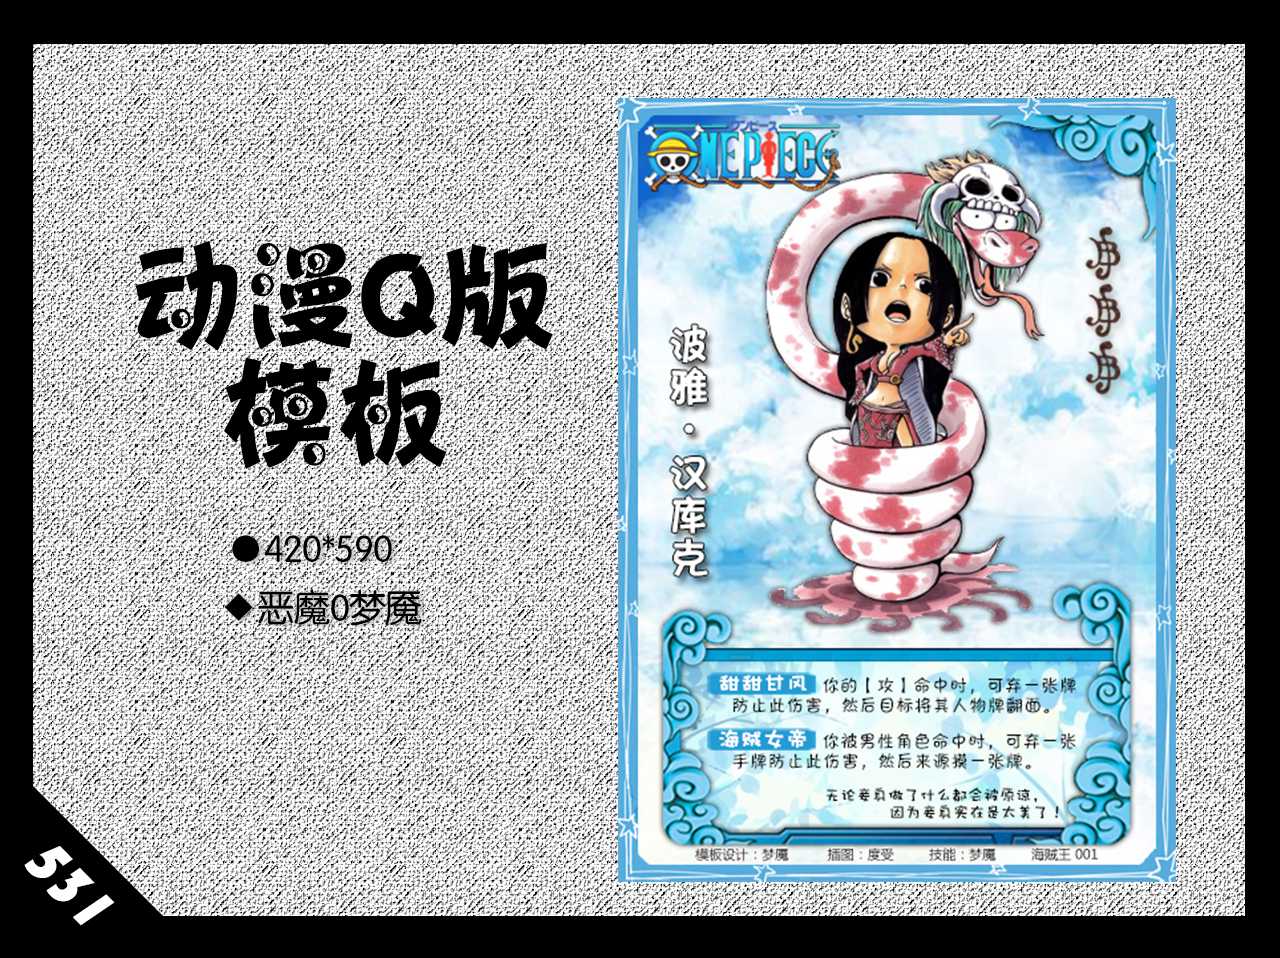 动漫Q版
模板
●420*590
◆恶魔0梦魇
531
ワンピース
ONE PIECE
波雅·汉库克
甜甜甘风 你的【攻】命中时，可弃一张牌
防止此伤害，然后目标将其人物牌翻面。
海贼女帝 你被男性角色命中时，可弃一张
手牌防止此伤害，然后来源摸一张牌。
无论妾身做了什么都会被原谅，
因为妾身实在是太美了！
模板设计：梦魇 插图：度受 技能：梦魇 海贼王 001